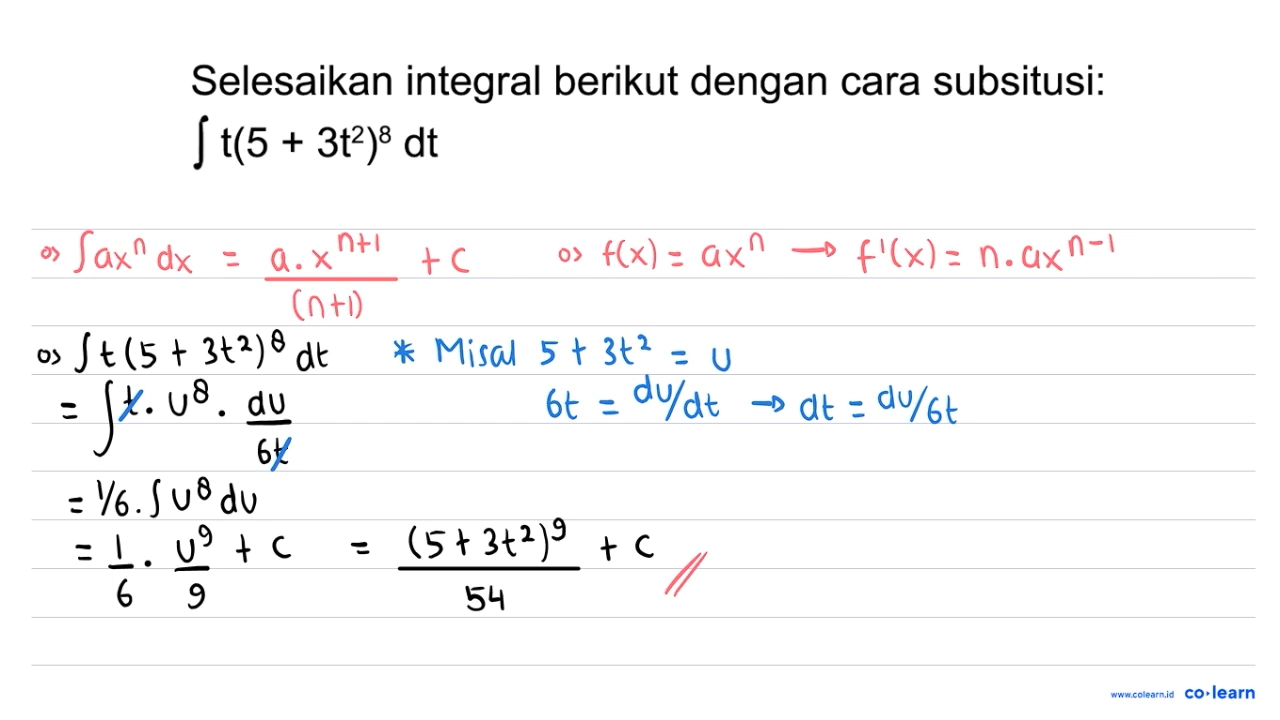 Selesaikan integral berikut dengan cara subsitusi:
∫ t(5 + 3t²)⁸ dt
⇒ ∫axⁿ dx = a.xⁿ⁺¹/(n+1) + c ⇒ f(x) = axⁿ → f'(x) = n.axⁿ⁻¹
⇒ ∫t(5 + 3t²)⁸ dt * Misal 5 + 3t² = u
= ∫t . u⁸ . du/6t 6t = du/dt → dt = du/6t
= 1/6 . ∫u⁸ du
= 1/6 . u⁹/9 + c = (5 + 3t²)⁹/54 + c
www.colearn.id co·learn